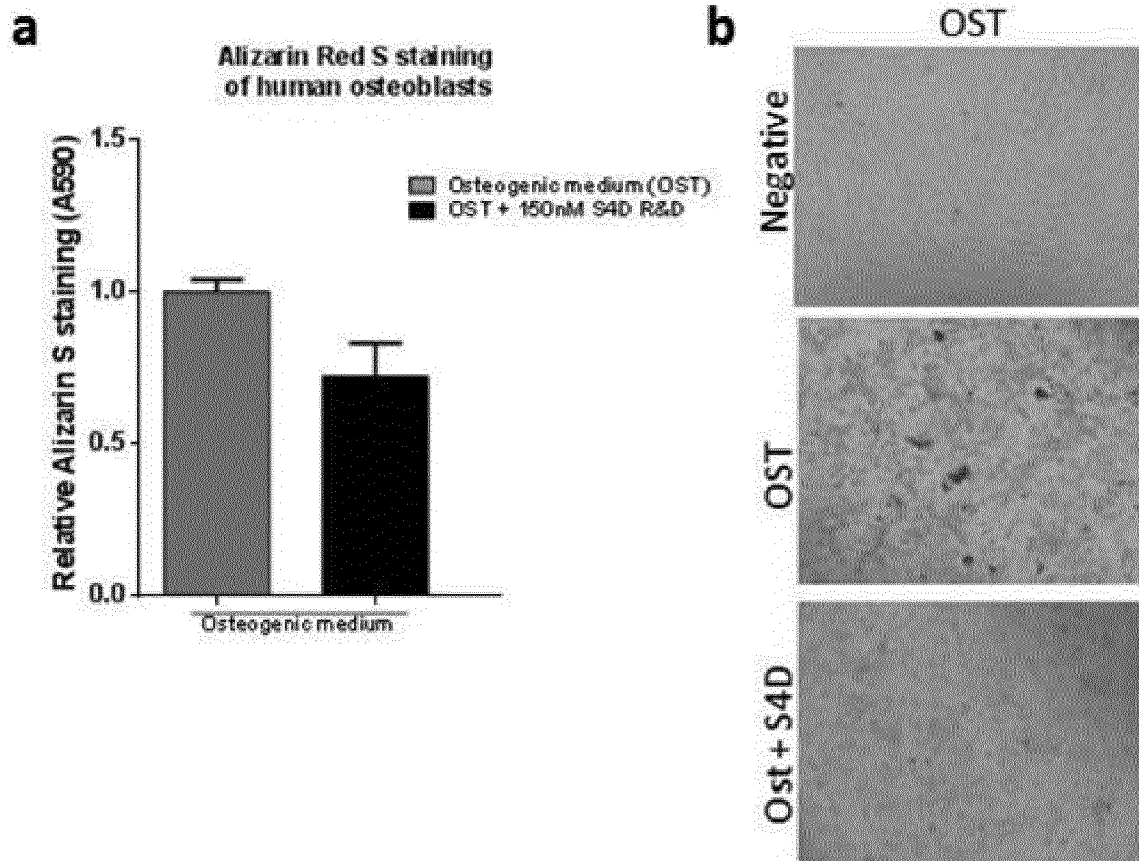 a
Alizarin Red S staining
of human osteoblasts
Relative Alizarin S staining (A590)
1.5
1.0
0.5
0.0
Osteogenic medium (OST)
OST + 150nM S4D R&D
Osteogenic medium
b
OST
Negative
OST
Ost + S4D